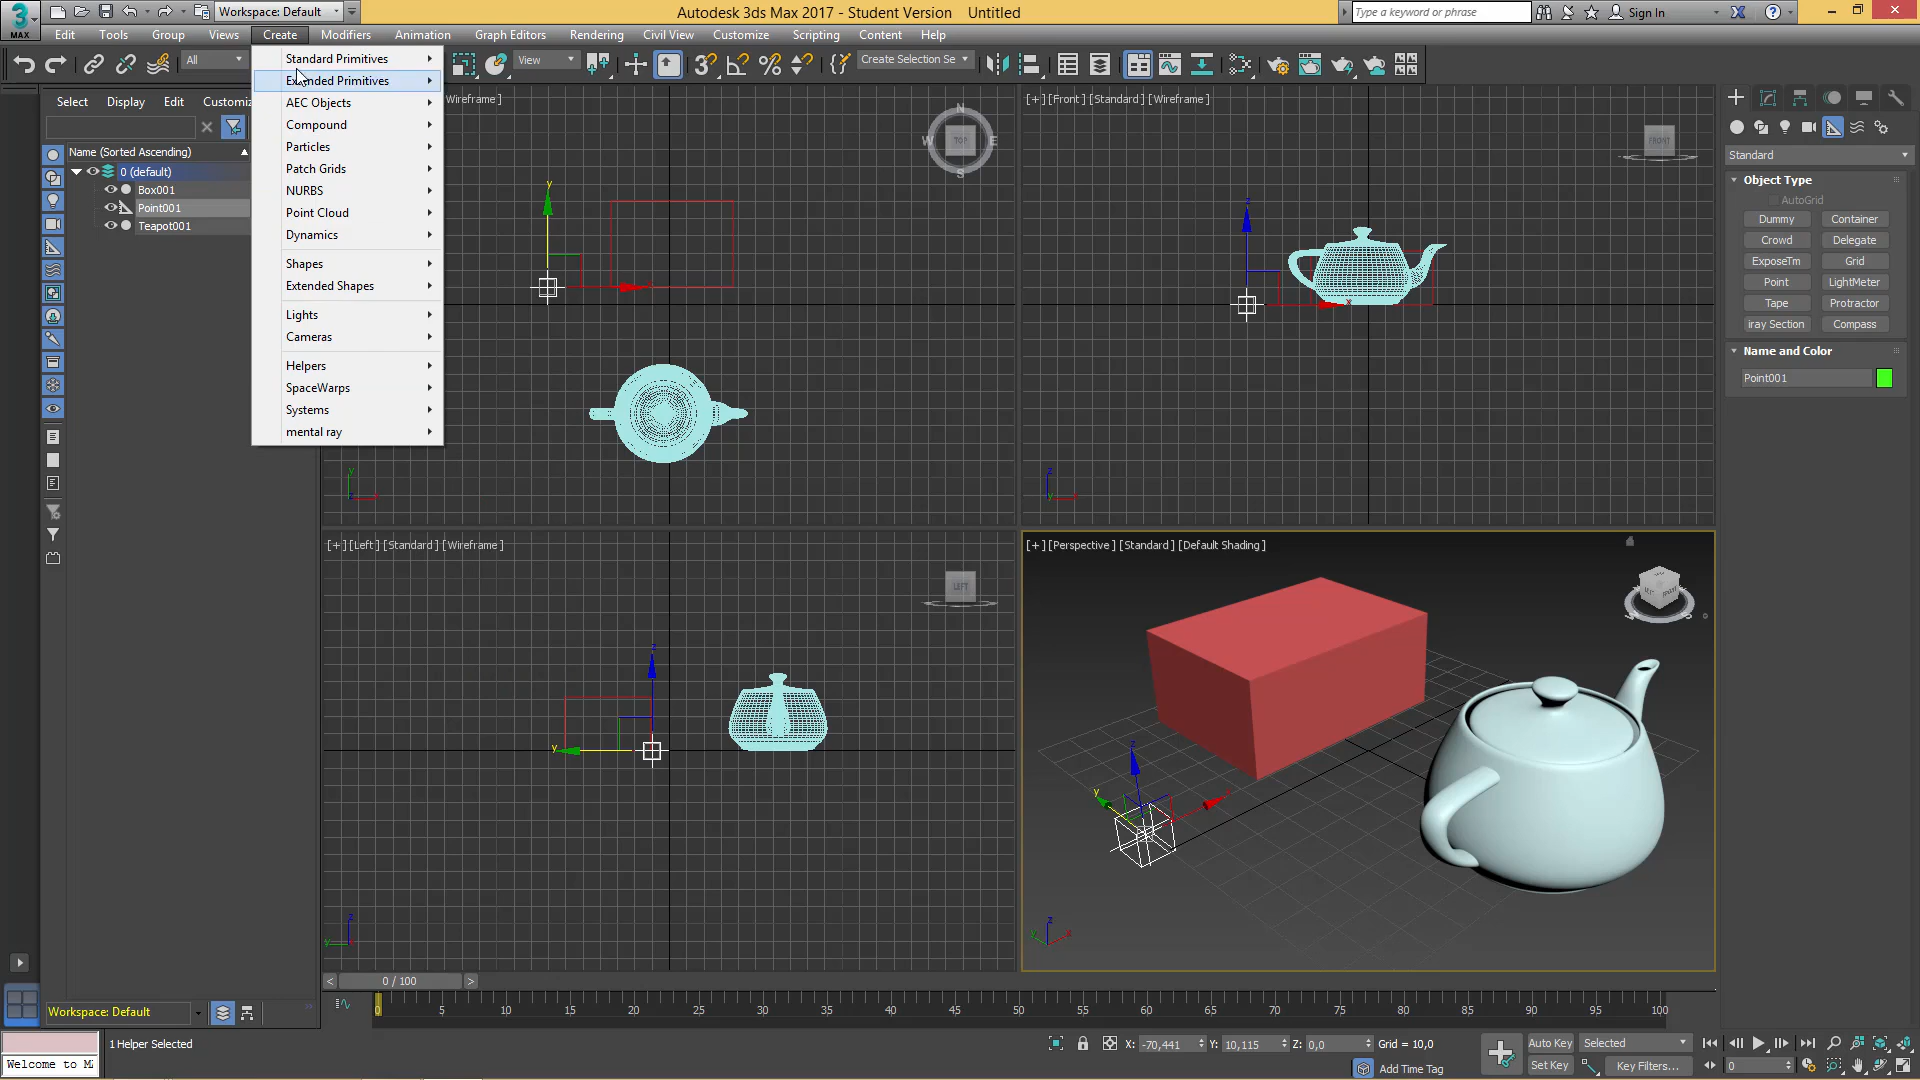 Workspace: Default
Autodesk 3ds Max 2017 - Student Version    Untitled
Type a keyword or phrase
Sign In
3
MAX
Edit
Tools
Group
Views
Create
Modifiers
Animation
Graph Editors
Rendering
Civil View
Customize
Scripting
Content
Help
All
View
Create Selection Se
Standard Primitives
Extended Primitives
AEC Objects
Compound
Particles
Patch Grids
NURBS
Point Cloud
Dynamics
Shapes
Extended Shapes
Lights
Cameras
Helpers
SpaceWarps
Systems
mental ray
Select
Display
Edit
Customiz
Name (Sorted Ascending)
0 (default)
Box001
Point001
Teapot001
Wireframe ]
N
W
TOP
E
S
[+] [Front ] [Standard ] [Wireframe ]
FRONT
[+] [Left ] [Standard ] [Wireframe ]
LEFT
[+] [Perspective ] [Standard ] [Default Shading ]
Standard
Object Type
AutoGrid
Dummy
Container
Crowd
Delegate
ExposeTm
Grid
Point
LightMeter
Tape
Protractor
iray Section
Compass
Name and Color
Point001
<
0 / 100
>
0
5
10
15
20
25
30
35
40
45
50
55
60
65
70
75
80
85
90
95
100
Workspace: Default
Welcome to M
1 Helper Selected
X: -70,441
Y: 10,115
Z: 0,0
Grid = 10,0
Add Time Tag
Auto Key
Selected
Set Key
Key Filters...
0